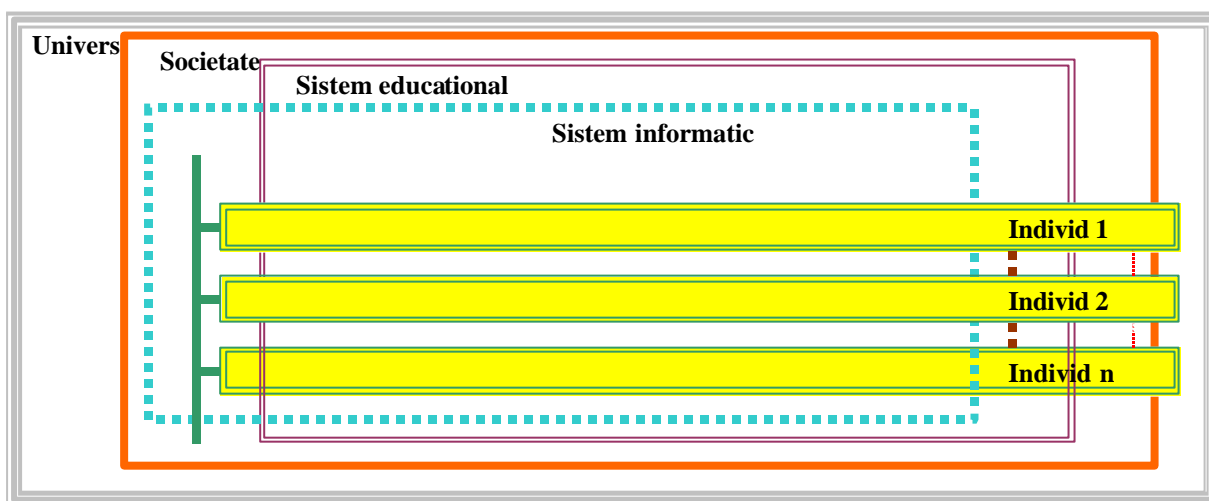 Univers
Societate
Sistem educational
Sistem informatic
Individ 1
Individ 2
Individ n